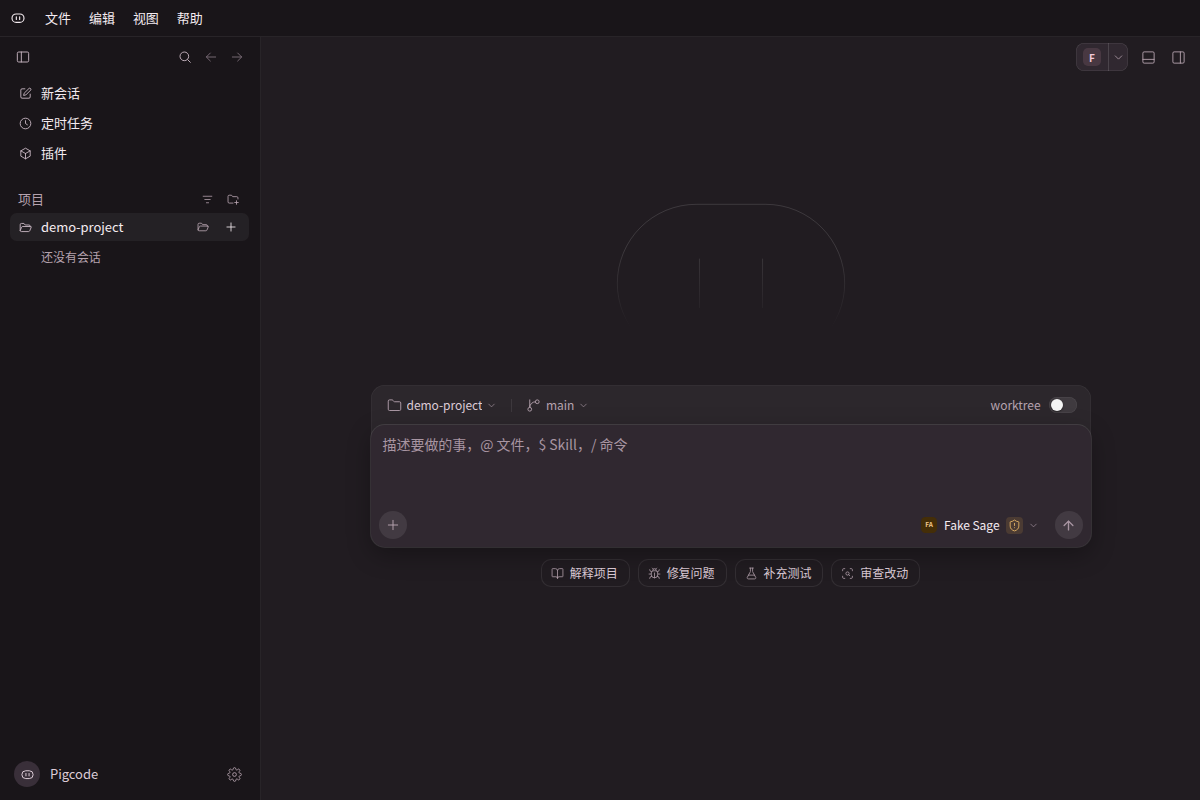 文件 编辑 视图 帮助
新会话
定时任务
插件
项目
demo-project
还没有会话
Pigcode
F
demo-project main worktree
描述要做的事，@ 文件，$ Skill，/ 命令
FA Fake Sage
解释项目 修复问题 补充测试 审查改动